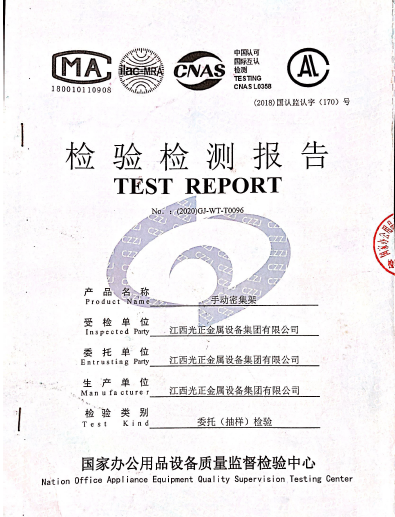 MA
ilac-MRA
CNAS
中国认可
国际互认
检测
TESTING
CNAS L0358
AL
180010110908
(2018)国认监认字(170)号
检验检测报告
TEST REPORT
No.：(2020)GJ-WT-T0096
产品名称 手动密集架
Product Name
受检单位 江西光正金属设备集团有限公司
Inspected Party
委托单位 江西光正金属设备集团有限公司
Entrusting Party
生产单位 江西光正金属设备集团有限公司
Manufacturer
检验类别 委托（抽样）检验
Test Kind
国家办公用品设备质量监督检验中心
Nation Office Appliance Equipment Quality Supervision Testing Center